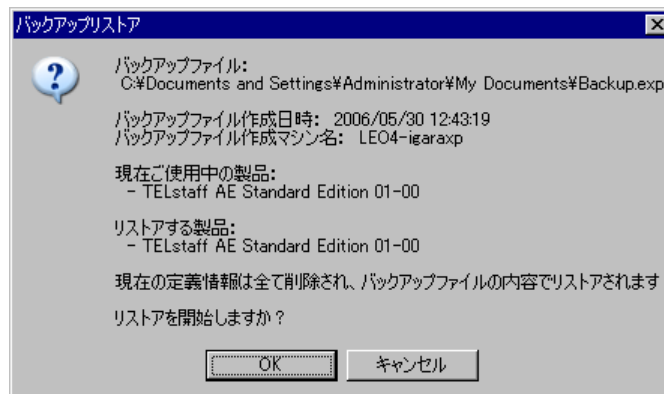 バックアップリストア
バックアップファイル:
C:¥Documents and Settings¥Administrator¥My Documents¥Backup.exp
バックアップファイル作成日時: 2006/05/30 12:43:19
バックアップファイル作成マシン名: LEO4-igaraxp
現在ご使用中の製品:
- TELstaff AE Standard Edition 01-00
リストアする製品:
- TELstaff AE Standard Edition 01-00
現在の定義情報は全て削除され、バックアップファイルの内容でリストアされます
リストアを開始しますか？
OK
キャンセル